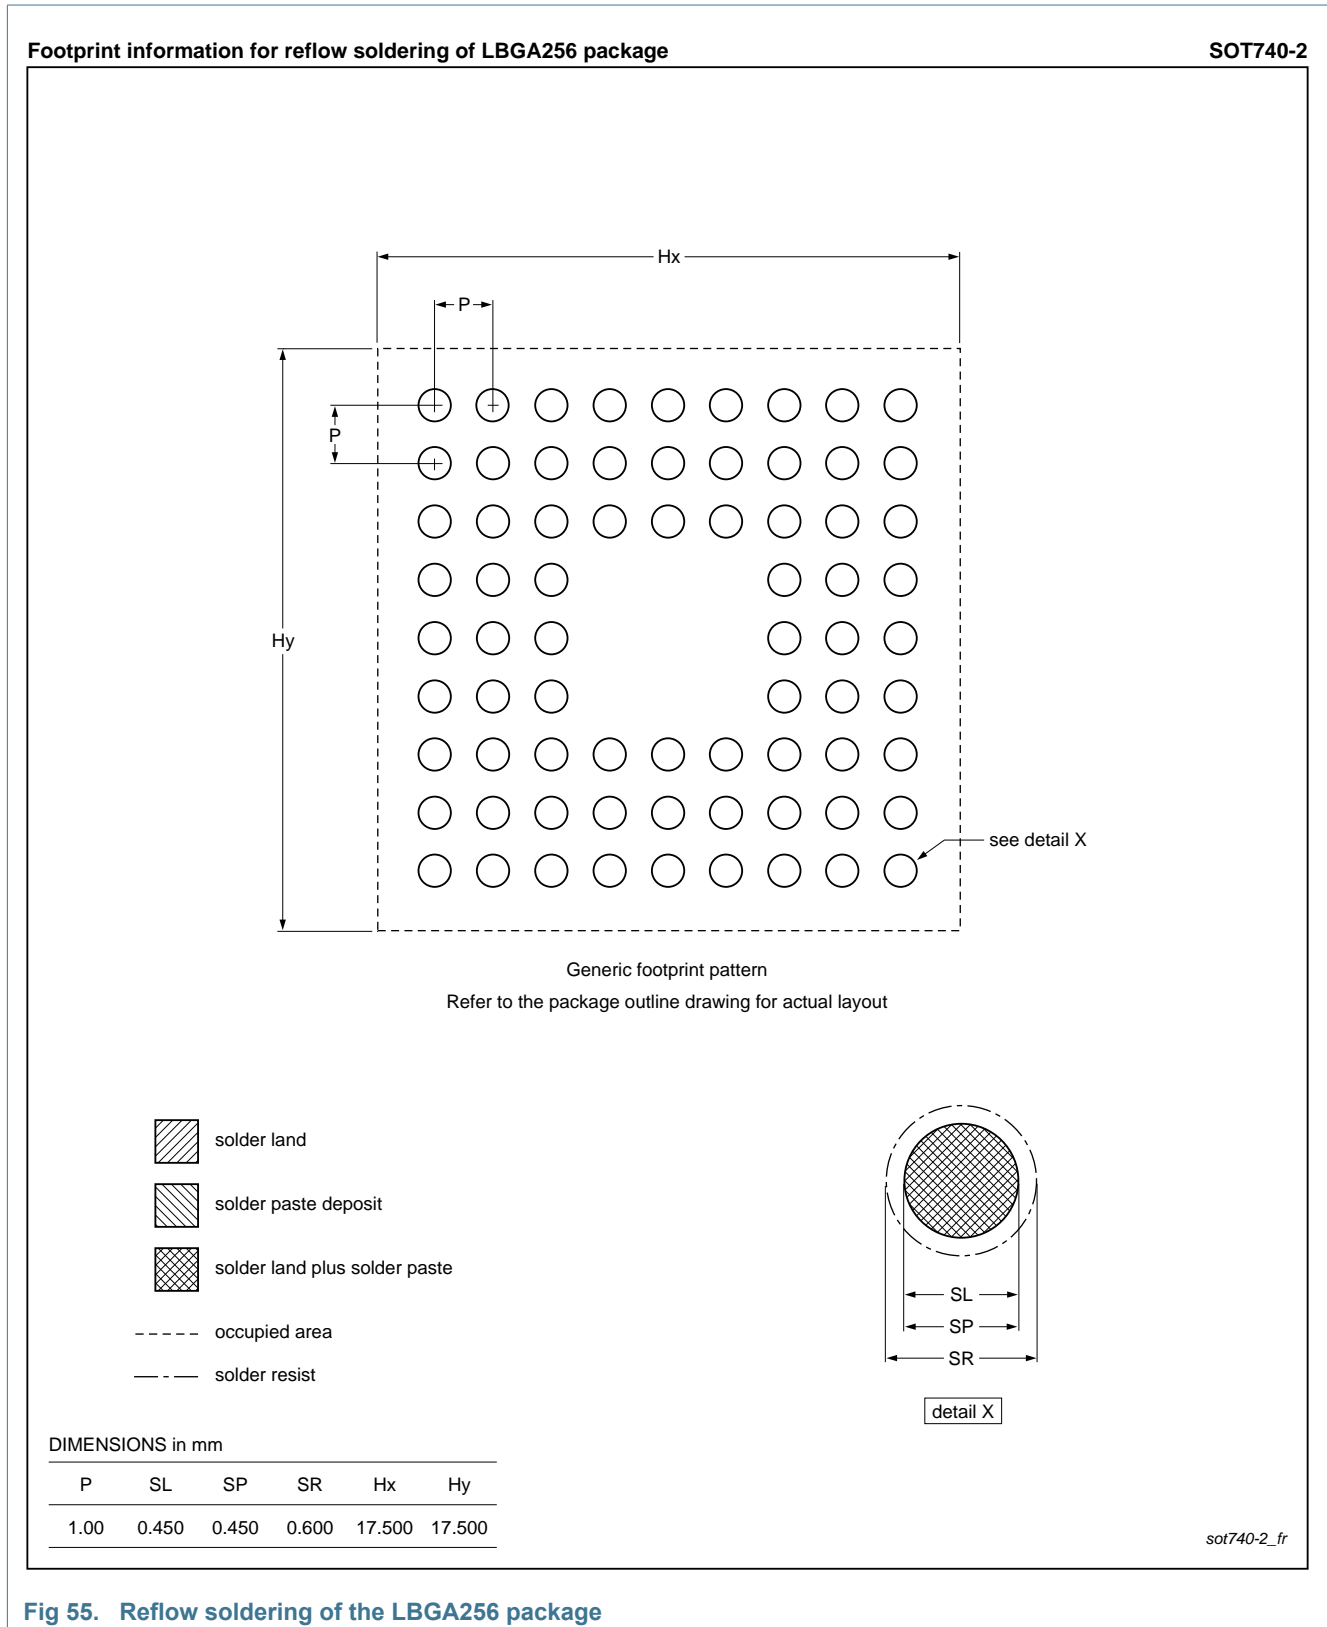 Footprint information for reflow soldering of LBGA256 package SOT740-2
Hx
P
P
Hy
see detail X
Generic footprint pattern
Refer to the package outline drawing for actual layout
solder land
solder paste deposit
solder land plus solder paste
occupied area
solder resist
SL
SP
SR
detail X
DIMENSIONS in mm
P SL SP SR Hx Hy
1.00 0.450 0.450 0.600 17.500 17.500
sot740-2_fr
Fig 55. Reflow soldering of the LBGA256 package